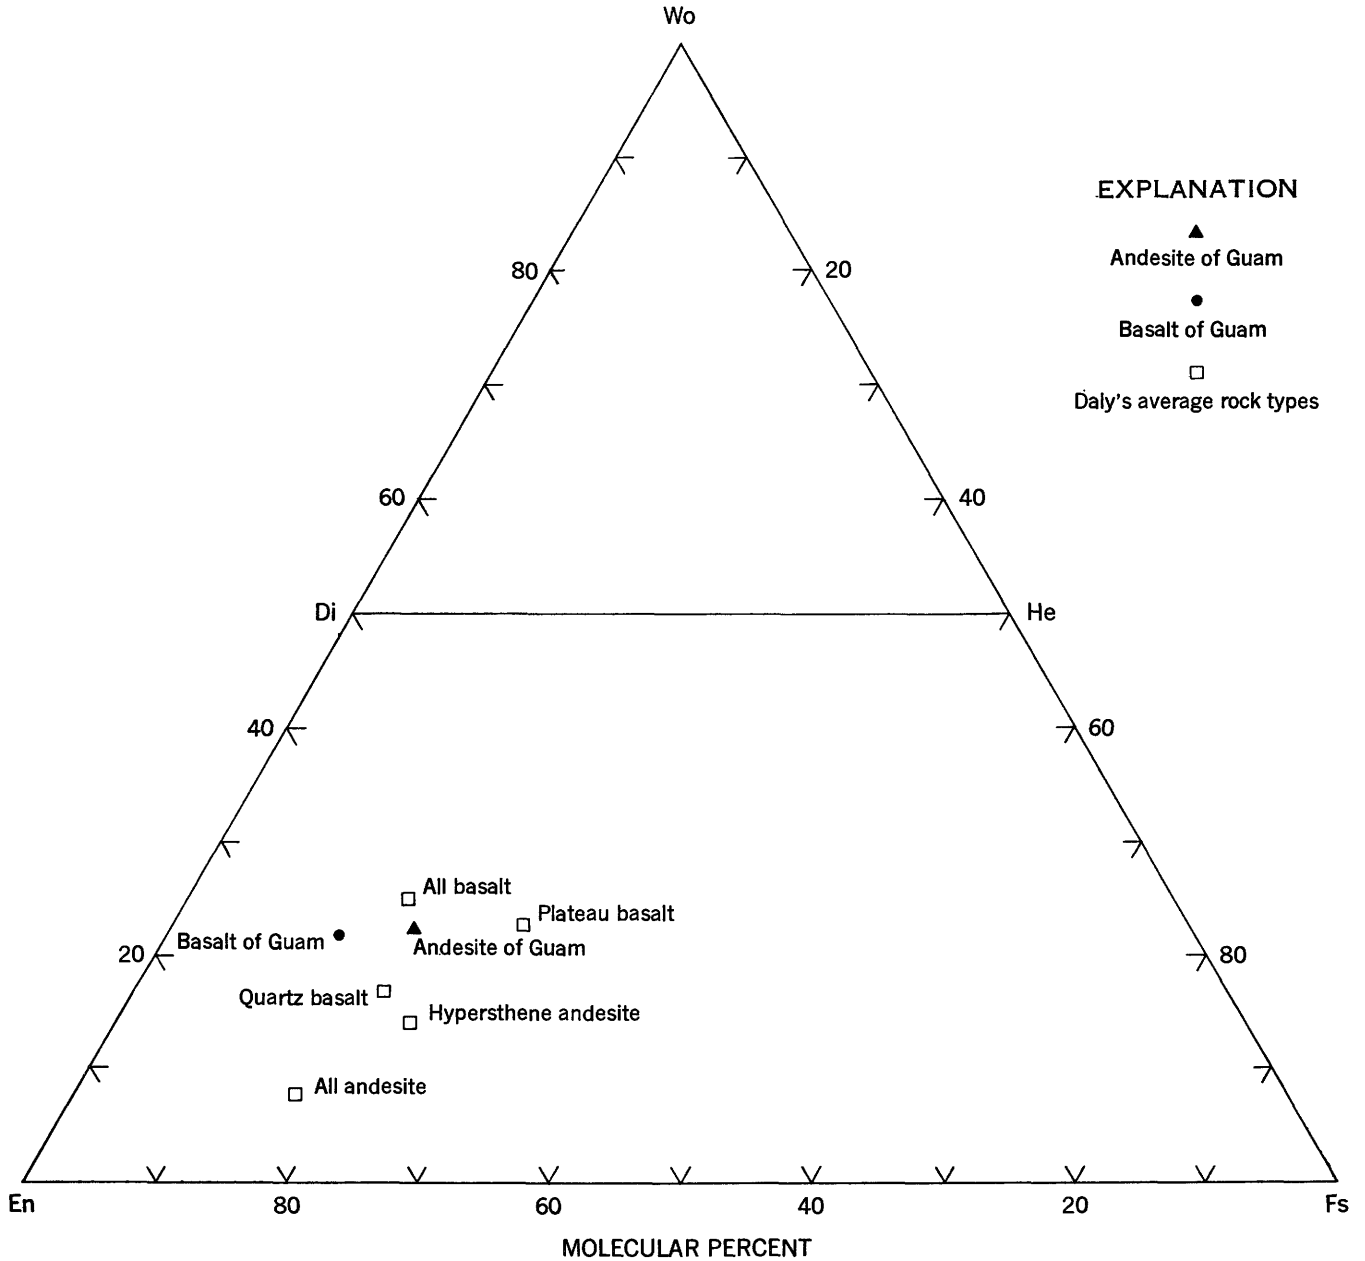 Wo
EXPLANATION
Andesite of Guam
80
20
Basalt of Guam
Daly's average rock types
60
40
Di
He
40
60
All basalt
Plateau basalt
Basalt of Guam
Andesite of Guam
20
80
Quartz basalt
Hypersthene andesite
All andesite
En
80
60
40
20
Fs
MOLECULAR PERCENT